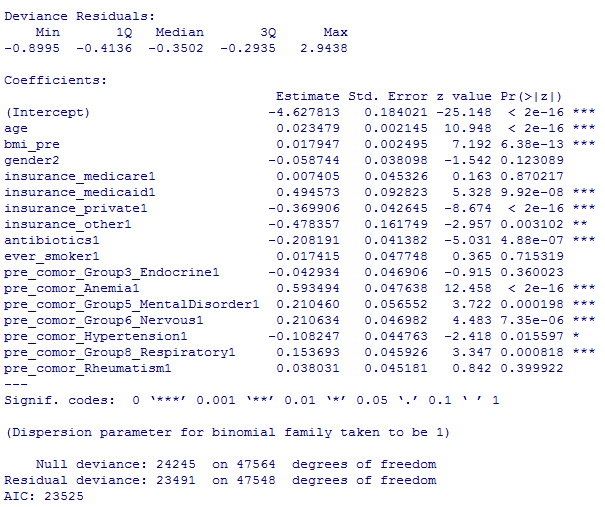 Deviance Residuals:
    Min       1Q   Median       3Q      Max
-0.8995  -0.4136  -0.3502  -0.2935   2.9438
Coefficients:
                               Estimate Std. Error z value Pr(>|z|)
(Intercept)                   -4.627813   0.184021 -25.148  < 2e-16 ***
age                            0.023479   0.002145  10.948  < 2e-16 ***
bmi_pre                        0.017947   0.002495   7.192 6.38e-13 ***
gender2                       -0.058744   0.038098  -1.542 0.123089
insurance_medicare1            0.007405   0.045326   0.163 0.870217
insurance_medicaid1            0.494573   0.092823   5.328 9.92e-08 ***
insurance_private1            -0.369906   0.042645  -8.674  < 2e-16 ***
insurance_other1              -0.478357   0.161749  -2.957 0.003102 **
antibiotics1                  -0.208191   0.041382  -5.031 4.88e-07 ***
ever_smoker1                   0.017415   0.047748   0.365 0.715319
pre_comor_Group3_Endocrine1   -0.042934   0.046906  -0.915 0.360023
pre_comor_Anemia1              0.593494   0.047638  12.458  < 2e-16 ***
pre_comor_Group5_MentalDisorder1  0.210460   0.056552   3.722 0.000198 ***
pre_comor_Group6_Nervous1      0.210634   0.046982   4.483 7.35e-06 ***
pre_comor_Hypertension1       -0.108247   0.044763  -2.418 0.015597 *
pre_comor_Group8_Respiratory1  0.153693   0.045926   3.347 0.000818 ***
pre_comor_Rheumatism1          0.038031   0.045181   0.842 0.399922
---
Signif. codes:  0 ‘***’ 0.001 ‘**’ 0.01 ‘*’ 0.05 ‘.’ 0.1 ‘ ’ 1
(Dispersion parameter for binomial family taken to be 1)
    Null deviance: 24245  on 47564  degrees of freedom
Residual deviance: 23491  on 47548  degrees of freedom
AIC: 23525